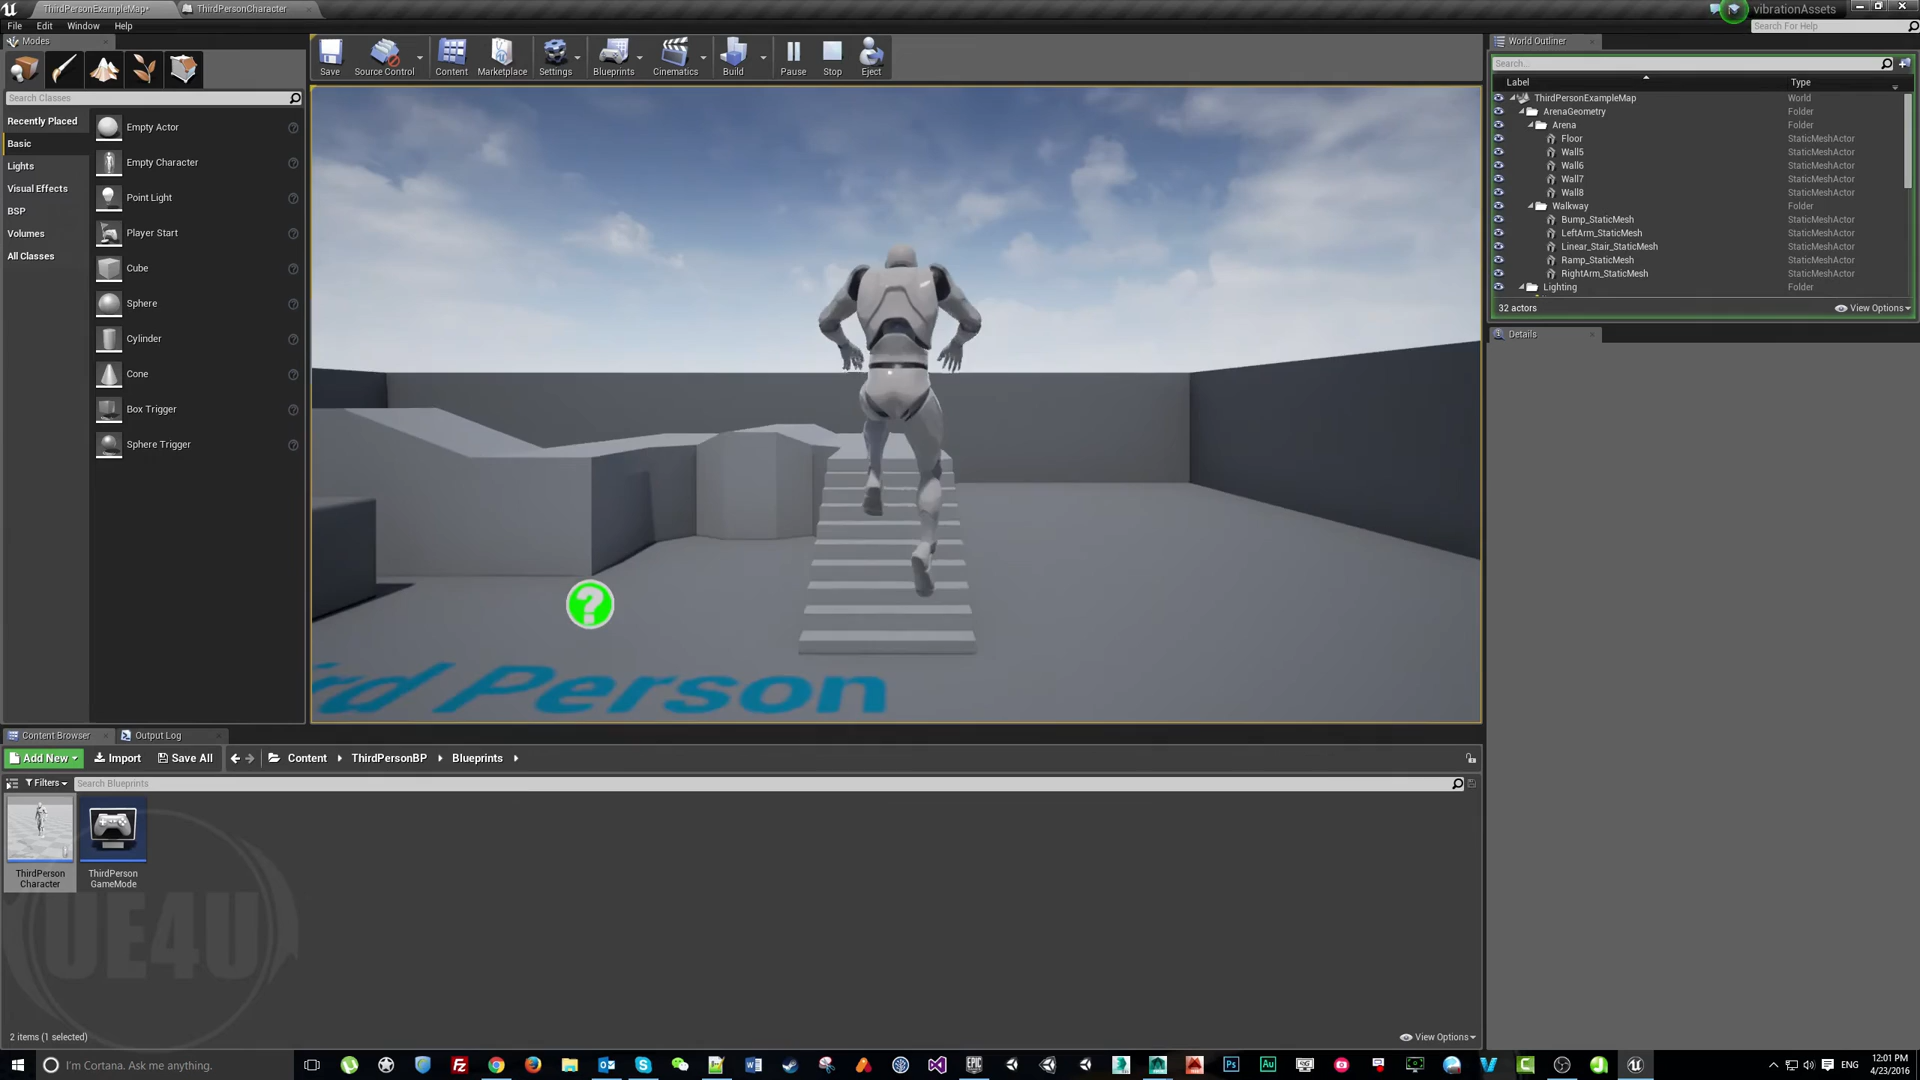 ThirdPersonExampleMap*
ThirdPersonCharacter
vibrationAssets
File Edit Window Help
Search For Help
Modes
Save
Source Control
Content
Marketplace
Settings
Blueprints
Cinematics
Build
Pause
Stop
Eject
World Outliner
Search...
Search Classes
Label Type
Recently Placed
Basic
Lights
Visual Effects
BSP
Volumes
All Classes
Empty Actor
Empty Character
Point Light
Player Start
Cube
Sphere
Cylinder
Cone
Box Trigger
Sphere Trigger
ThirdPersonExampleMap World
ArenaGeometry Folder
Arena Folder
Floor StaticMeshActor
Wall5 StaticMeshActor
Wall6 StaticMeshActor
Wall7 StaticMeshActor
Wall8 StaticMeshActor
Walkway Folder
Bump_StaticMesh StaticMeshActor
LeftArm_StaticMesh StaticMeshActor
Linear_Stair_StaticMesh StaticMeshActor
Ramp_StaticMesh StaticMeshActor
RightArm_StaticMesh StaticMeshActor
Lighting Folder
32 actors View Options
Details
?
ird Person
Content Browser
Output Log
Add New Import Save All Content ThirdPersonBP Blueprints
Filters Search Blueprints
ThirdPerson
Character
ThirdPerson
GameMode
UE4U
2 items (1 selected)
View Options
I'm Cortana. Ask me anything.
ENG
12:01 PM
4/23/2016